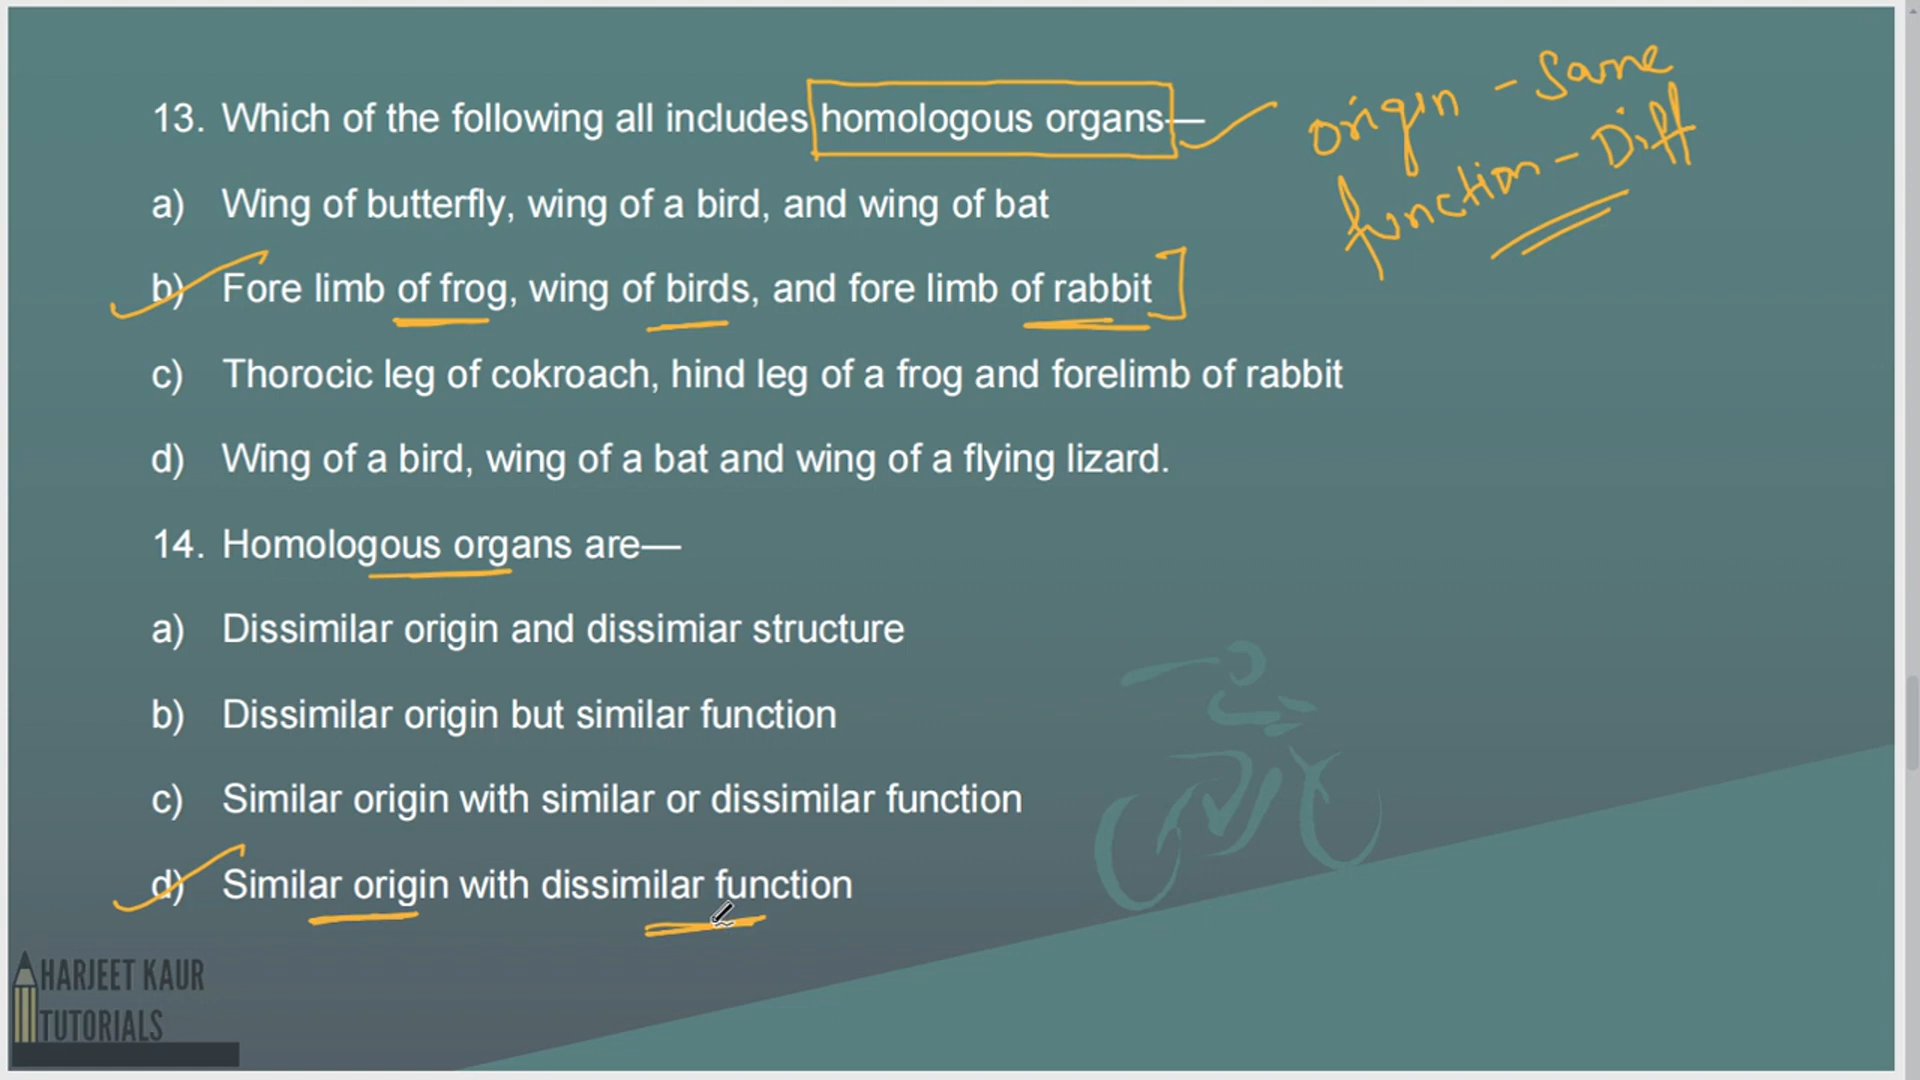 13. Which of the following all includes homologous organs—
origin - Same
function - Diff
a) Wing of butterfly, wing of a bird, and wing of bat
b) Fore limb of frog, wing of birds, and fore limb of rabbit
c) Thorocic leg of cokroach, hind leg of a frog and forelimb of rabbit
d) Wing of a bird, wing of a bat and wing of a flying lizard.
14. Homologous organs are—
a) Dissimilar origin and dissimiar structure
b) Dissimilar origin but similar function
c) Similar origin with similar or dissimilar function
d) Similar origin with dissimilar function
HARJEET KAUR
TUTORIALS